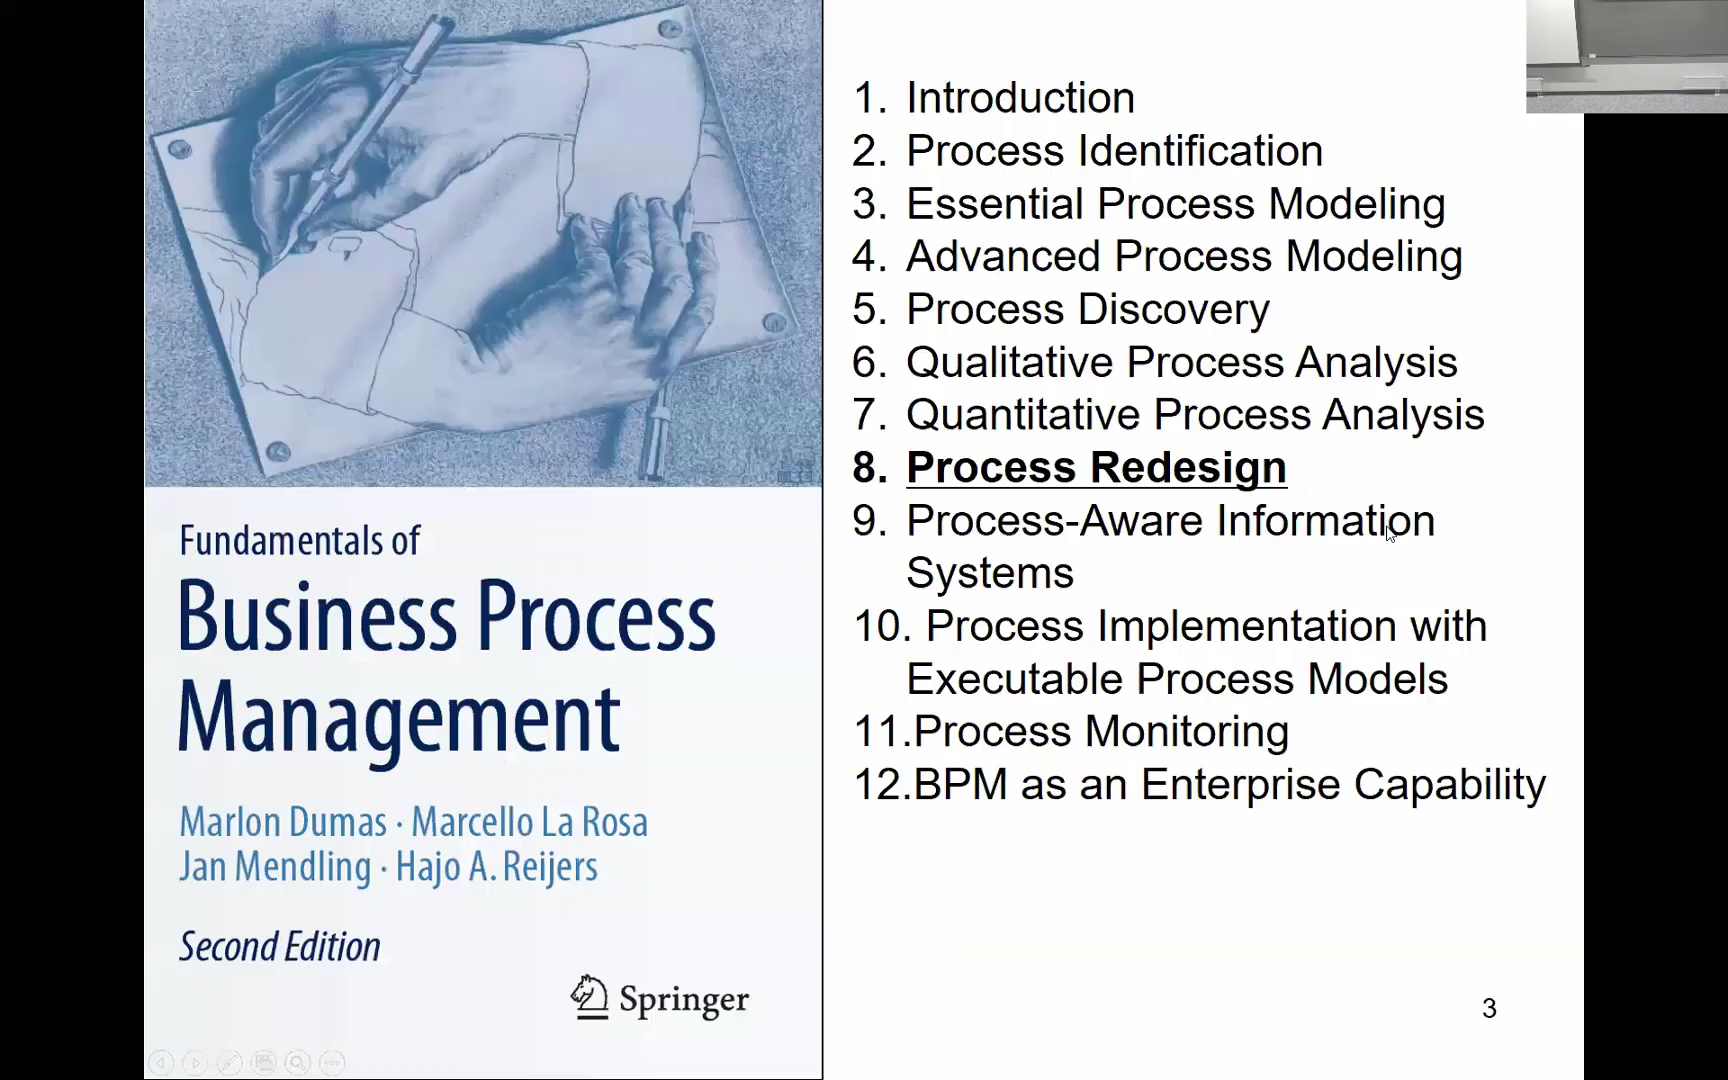 Fundamentals of
Business Process
Management
Marlon Dumas · Marcello La Rosa
Jan Mendling · Hajo A. Reijers
Second Edition
Springer
1. Introduction
2. Process Identification
3. Essential Process Modeling
4. Advanced Process Modeling
5. Process Discovery
6. Qualitative Process Analysis
7. Quantitative Process Analysis
8. Process Redesign
9. Process-Aware Information
Systems
10. Process Implementation with
Executable Process Models
11.Process Monitoring
12.BPM as an Enterprise Capability
3